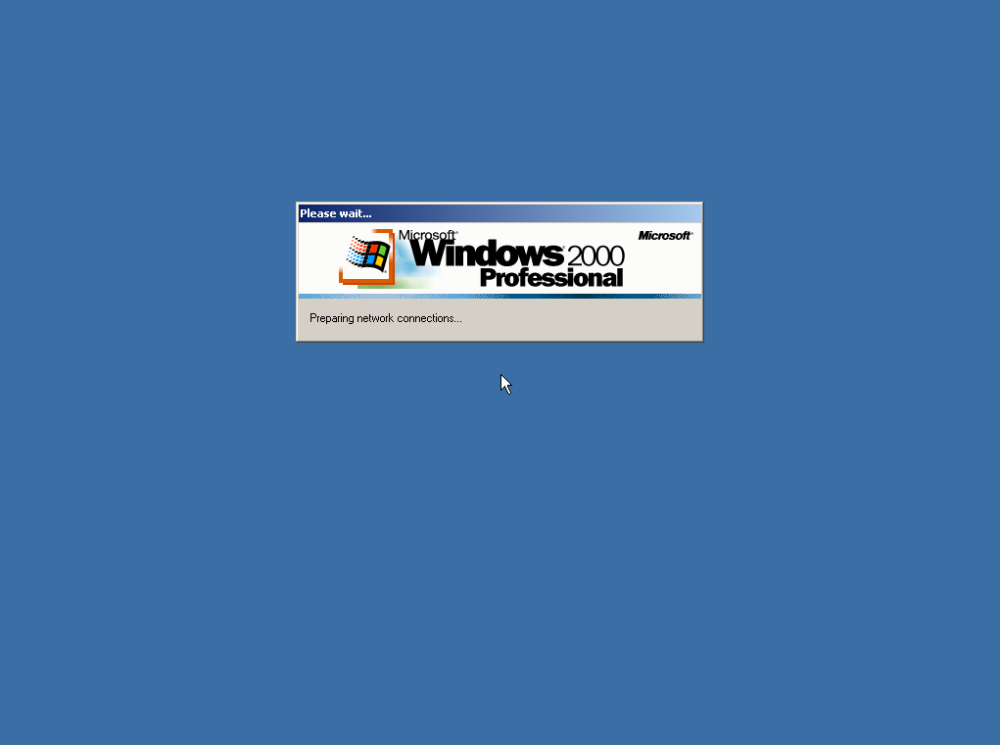 Please wait...
Microsoft®
Windows® 2000
Professional
Microsoft®
Preparing network connections...